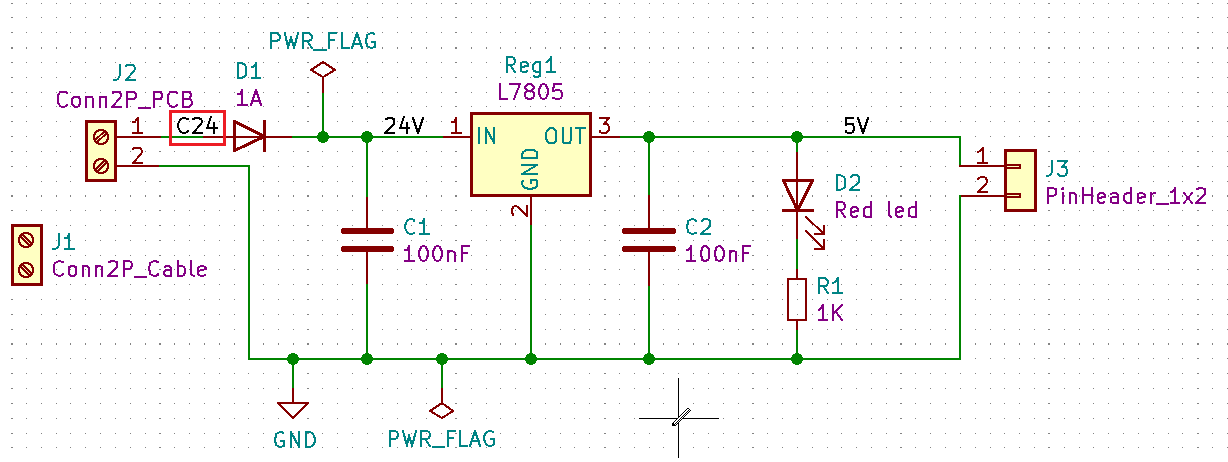 PWR_FLAG
J2
Conn2P_PCB
D1
1A
Reg1
L7805
1
2
C24
24V
1
IN
OUT
GND
3
2
5V
1
2
J3
PinHeader_1x2
D2
Red led
C1
100nF
C2
100nF
J1
Conn2P_Cable
R1
1K
GND
PWR_FLAG